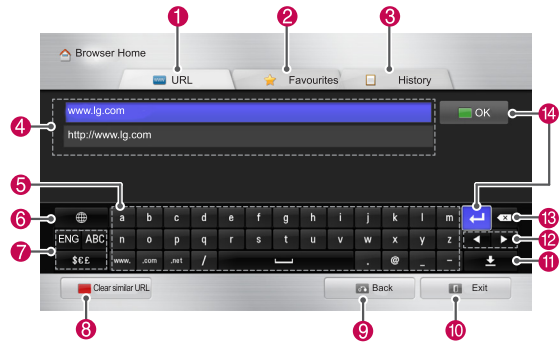 1 2 3
Browser Home
URL Favourites History
4 www.lg.com OK 14
http://www.lg.com
5
6 a b c d e f g h i j k l m 13
7 ENG ABC n o p q r s t u v w x y z 12
$€£ www. .com .net / . @ _ - 11
Clear similar URL Back Exit
8 9 10